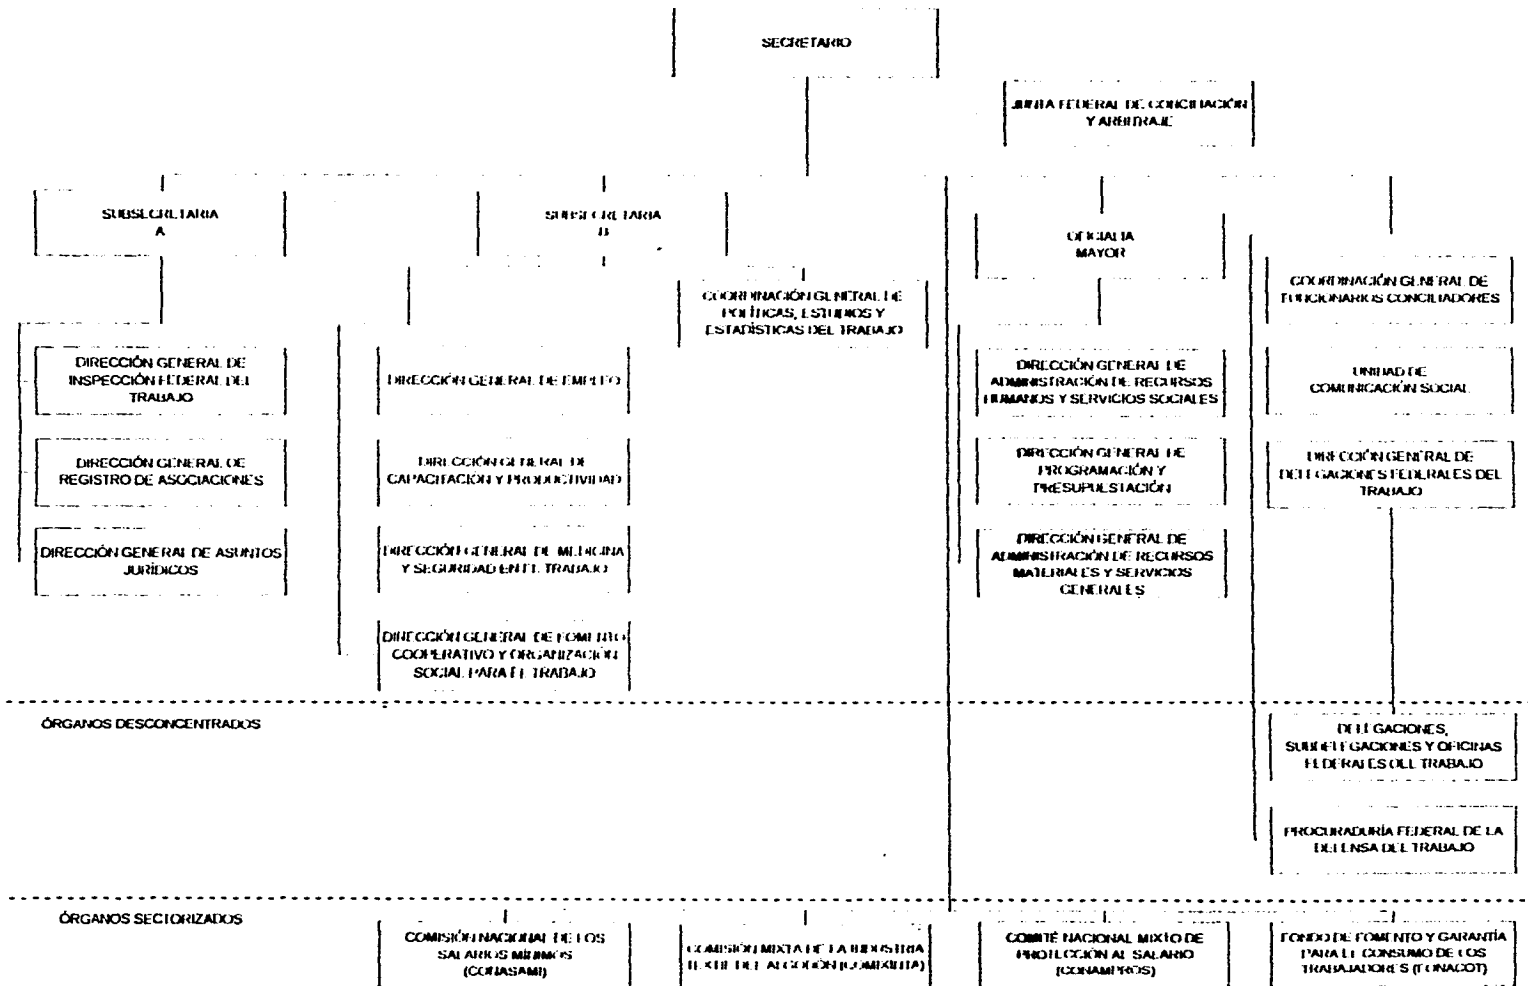 SECRETARIO
JUNTA FEDERAL DE CONCILIACIÓN
Y ARBITRAJE
SUBSECRETARIA
A
SUBSECRETARIA
B
OFICIALIA
MAYOR
COORDINACIÓN GENERAL DE
FUNCIONARIOS CONCILIADORES
COORDINACIÓN GENERAL DE
POLÍTICAS, ESTUDIOS Y
ESTADÍSTICAS DEL TRABAJO
DIRECCIÓN GENERAL DE
INSPECCIÓN FEDERAL DEL
TRABAJO
DIRECCIÓN GENERAL DE EMPLEO
DIRECCIÓN GENERAL DE
ADMINISTRACIÓN DE RECURSOS
HUMANOS Y SERVICIOS SOCIALES
UNIDAD DE
COMUNICACIÓN SOCIAL
DIRECCIÓN GENERAL DE
REGISTRO DE ASOCIACIONES
DIRECCIÓN GENERAL DE
CAPACITACIÓN Y PRODUCTIVIDAD
DIRECCIÓN GENERAL DE
PROGRAMACIÓN Y
PRESUPUESTACIÓN
DIRECCIÓN GENERAL DE
DELEGACIONES FEDERALES DEL
TRABAJO
DIRECCIÓN GENERAL DE ASUNTOS
JURÍDICOS
DIRECCIÓN GENERAL DE MEDICINA
Y SEGURIDAD EN EL TRABAJO
DIRECCIÓN GENERAL DE
ADMINISTRACIÓN DE RECURSOS
MATERIALES Y SERVICIOS
GENERALES
DIRECCIÓN GENERAL DE FOMENTO
COOPERATIVO Y ORGANIZACIÓN
SOCIAL PARA EL TRABAJO
ÓRGANOS DESCONCENTRADOS
DELEGACIONES,
SUBDELEGACIONES Y OFICINAS
FEDERALES DEL TRABAJO
PROCURADURÍA FEDERAL DE LA
DEFENSA DEL TRABAJO
ÓRGANOS SECTORIZADOS
COMISIÓN NACIONAL DE LOS
SALARIOS MÍNIMOS
(CONASAMI)
COMISIÓN MIXTA DE LA INDUSTRIA
TEXTIL DEL ALGODÓN (COMIXINTA)
COMITÉ NACIONAL MIXTO DE
PROTECCIÓN AL SALARIO
(CONAMPROS)
FONDO DE FOMENTO Y GARANTÍA
PARA EL CONSUMO DE LOS
TRABAJADORES (FONACOT)